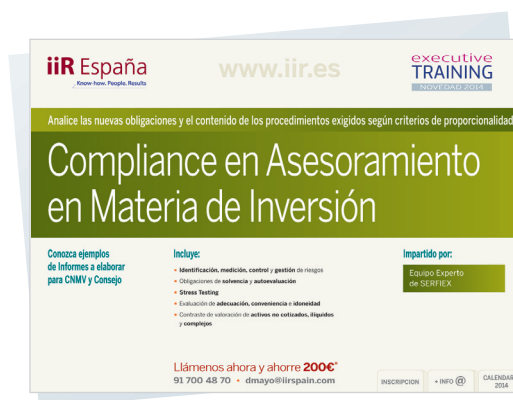 iiR España
Know-how. People. Results
www.iir.es
executive
TRAINING
NOVEDAD 2014
Analice las nuevas obligaciones y el contenido de los procedimientos exigidos según criterios de proporcionalidad
Compliance en Asesoramiento
en Materia de Inversión
Conozca ejemplos
de Informes a elaborar
para CNMV y Consejo
Incluye:
• Identificación, medición, control y gestión de riesgos
• Obligaciones de solvencia y autoevaluación
• Stress Testing
• Evaluación de adecuación, conveniencia e idoneidad
• Contraste de valoración de activos no cotizados, ilíquidos
y complejos
Impartido por:
Equipo Experto
de SERFIEX
Llámenos ahora y ahorre 200€*
91 700 48 70 • dmayo@iirspain.com
INSCRIPCION
+ INFO @
CALENDAR
2014